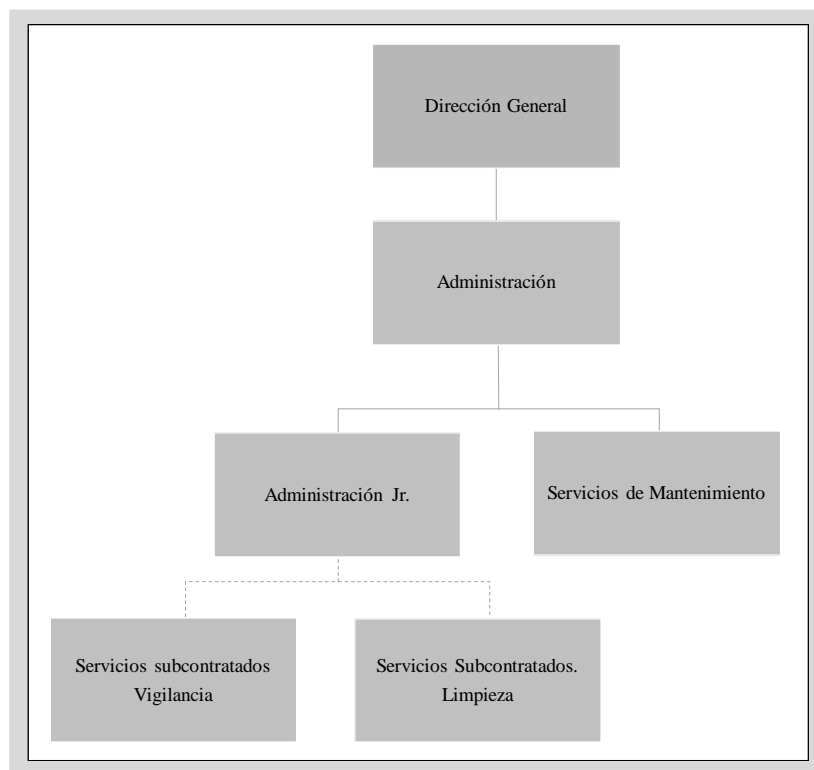 Dirección General
Administración
Administración Jr.
Servicios de Mantenimiento
Servicios subcontratados
Vigilancia
Servicios Subcontratados.
Limpieza